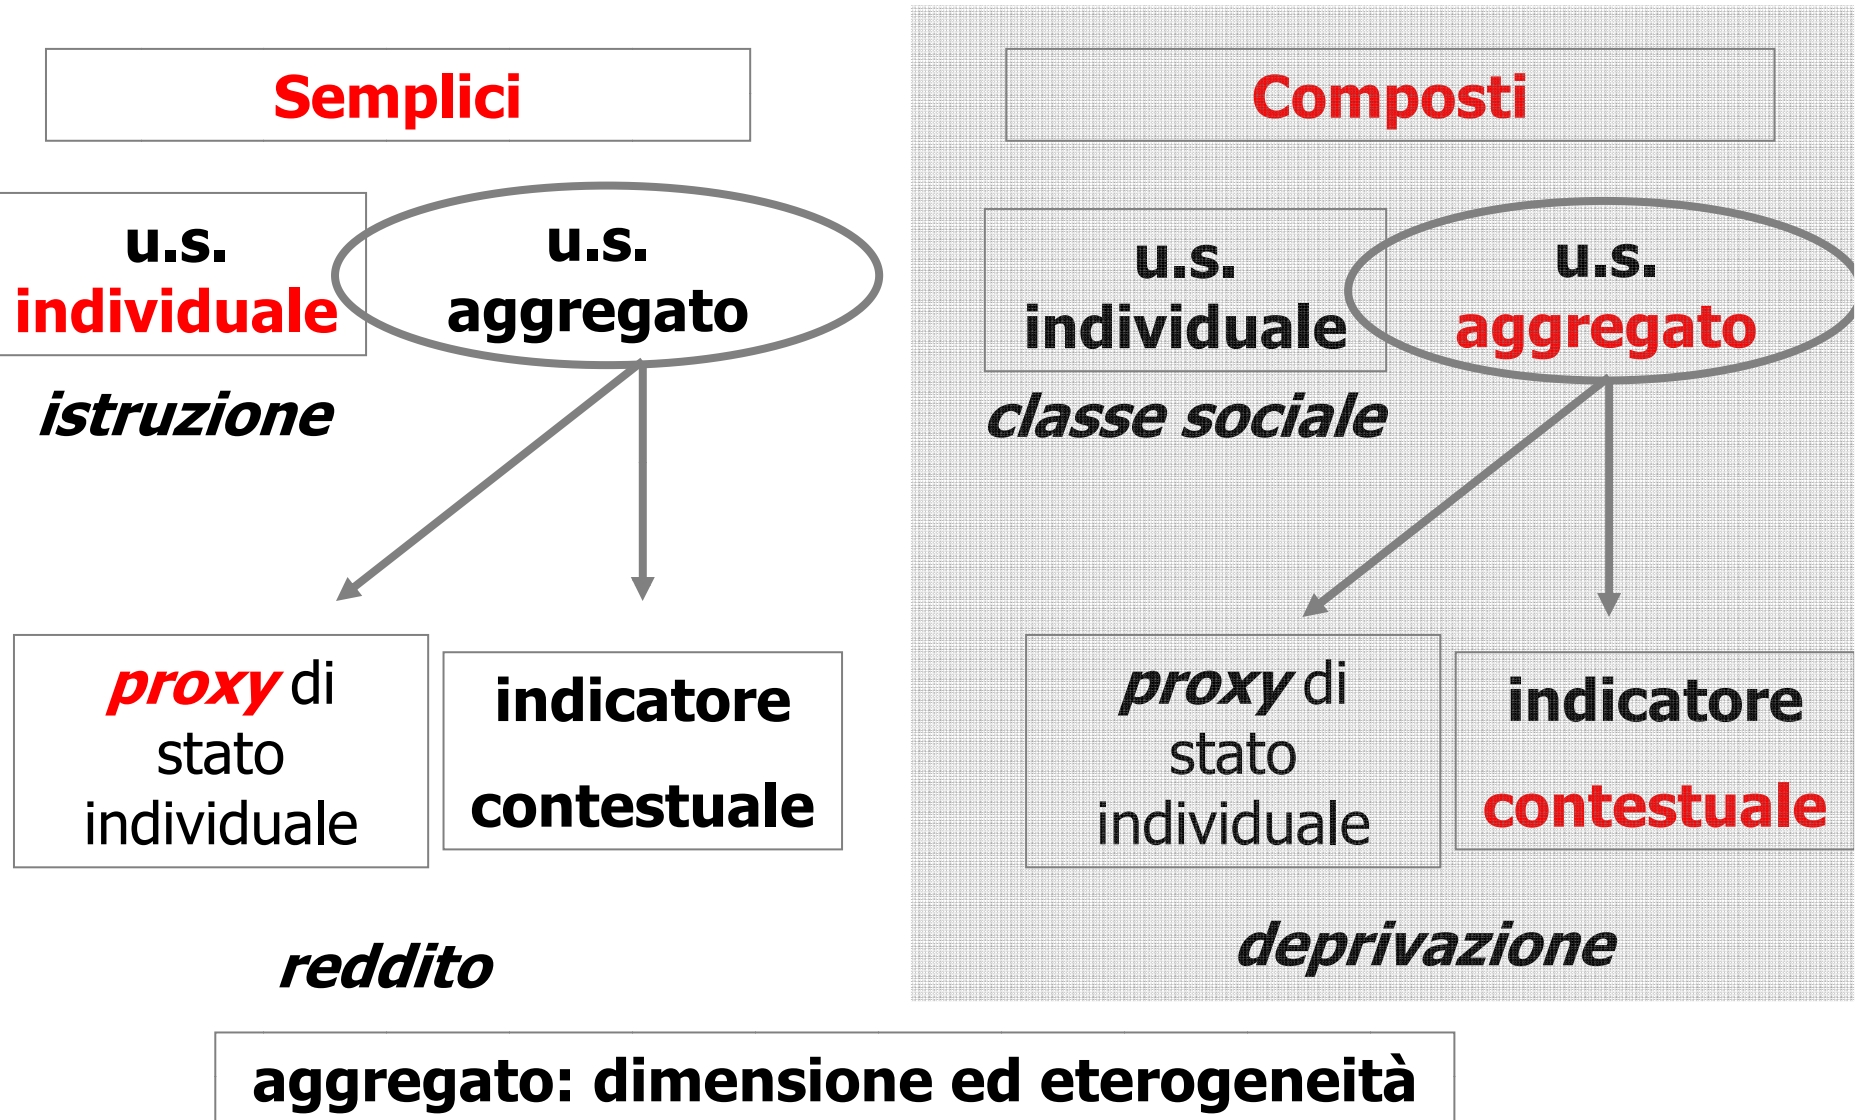 Semplici
u.s.
individuale
u.s.
aggregato
istruzione
proxy di
stato
individuale
indicatore
contestuale
reddito
Composti
u.s.
individuale
u.s.
aggregato
classe sociale
proxy di
stato
individuale
indicatore
contestuale
deprivazione
aggregato: dimensione ed eterogeneità